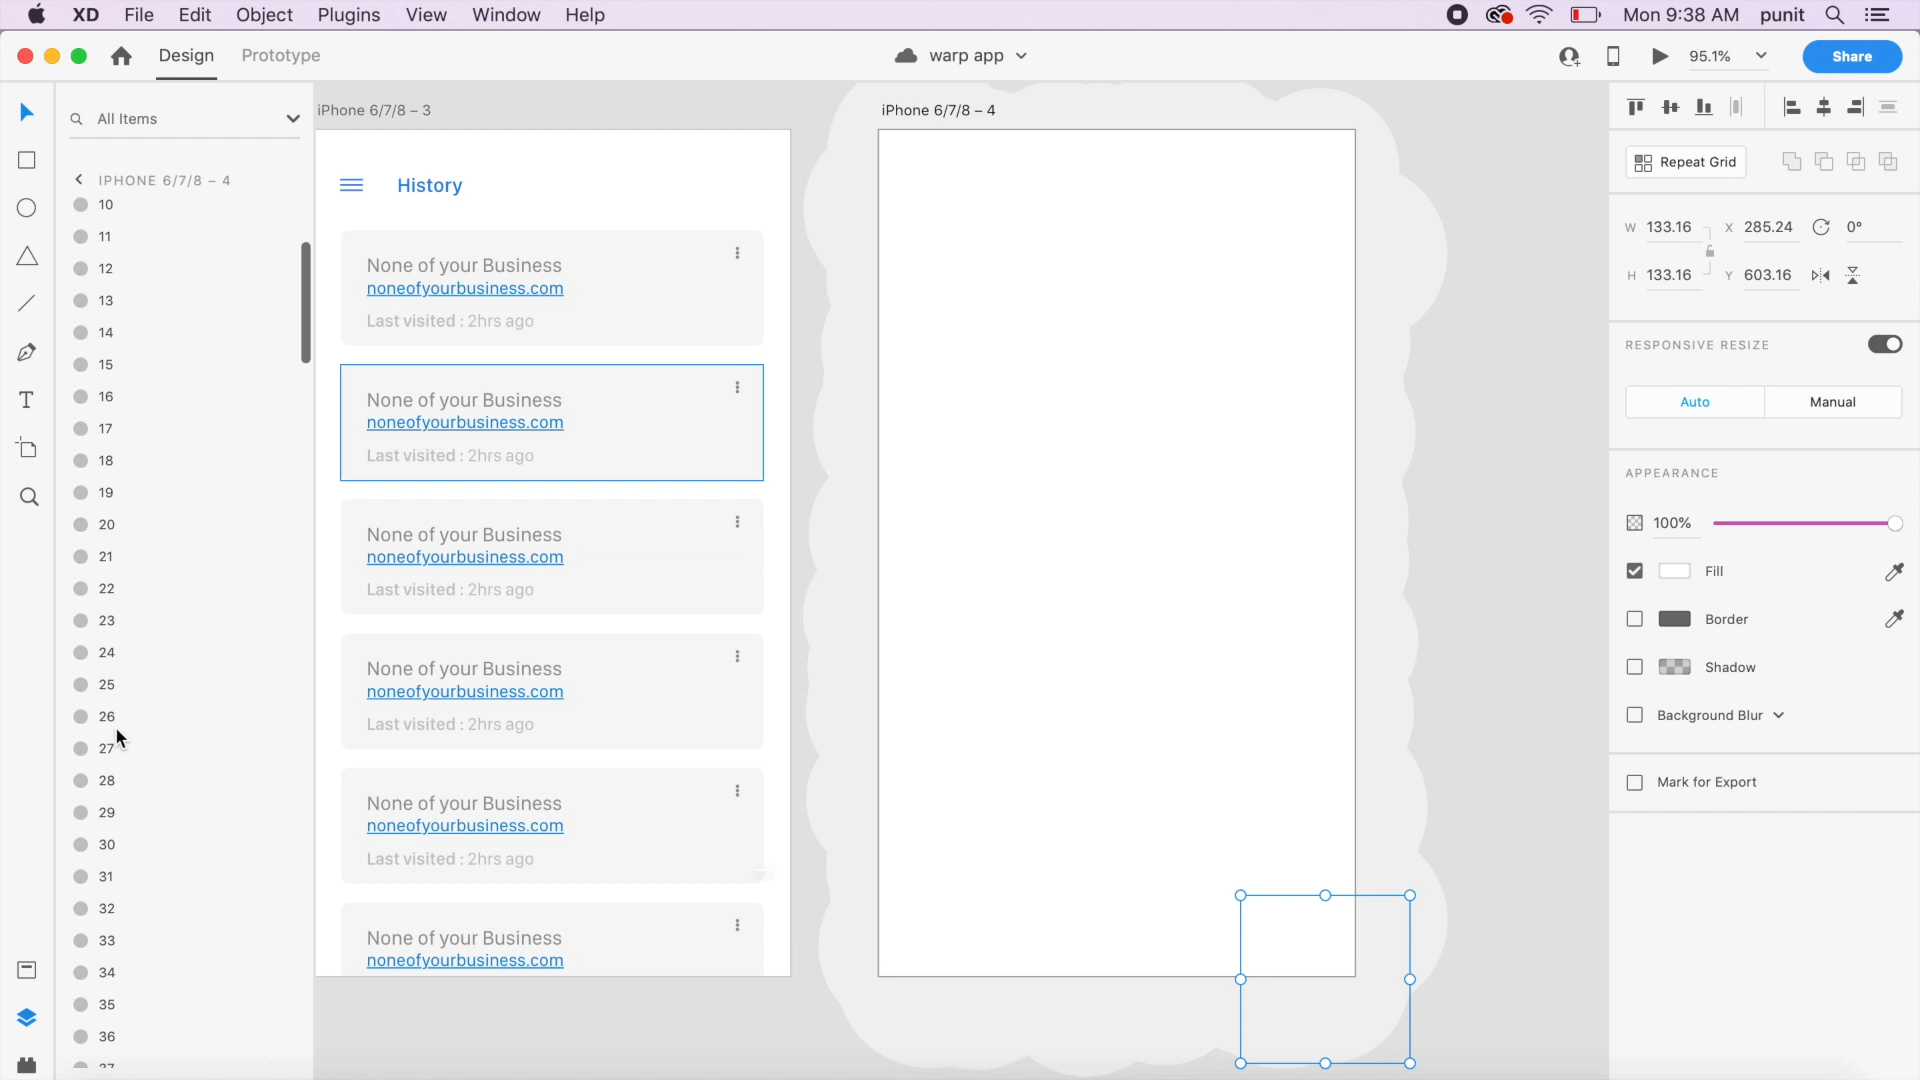 XD File Edit Object Plugins View Window Help
Mon 9:38 AM punit
Design Prototype
warp app
95.1%
Share
All Items
IPHONE 6/7/8 – 4
10
11
12
13
14
15
16
17
18
19
20
21
22
23
24
25
26
27
28
29
30
31
32
33
34
35
36
37
iPhone 6/7/8 – 3
History
None of your Business
noneofyourbusiness.com
Last visited : 2hrs ago
None of your Business
noneofyourbusiness.com
Last visited : 2hrs ago
None of your Business
noneofyourbusiness.com
Last visited : 2hrs ago
None of your Business
noneofyourbusiness.com
Last visited : 2hrs ago
None of your Business
noneofyourbusiness.com
Last visited : 2hrs ago
None of your Business
noneofyourbusiness.com
iPhone 6/7/8 – 4
Repeat Grid
W 133.16 X 285.24 0°
H 133.16 Y 603.16
RESPONSIVE RESIZE
Auto Manual
APPEARANCE
100%
Fill
Border
Shadow
Background Blur
Mark for Export